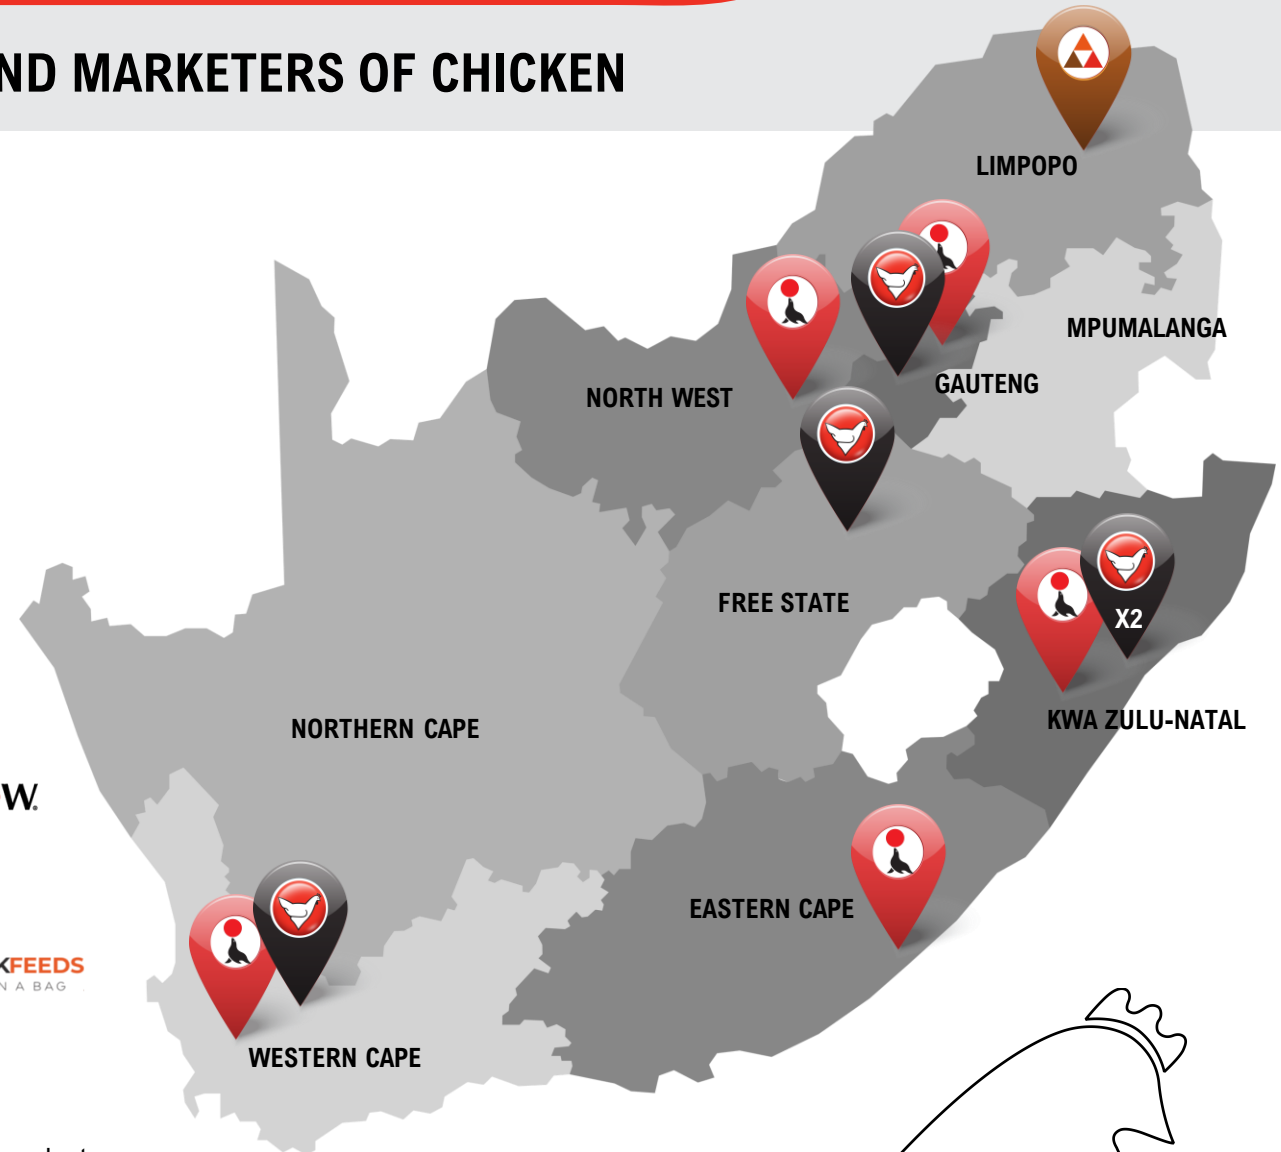 ND MARKETERS OF CHICKEN
LIMPOPO
MPUMALANGA
GAUTENG
NORTH WEST
FREE STATE
X2
KWA ZULU-NATAL
NORTHERN CAPE
W.
EASTERN CAPE
KFEEDS
N A BAG
WESTERN CAPE